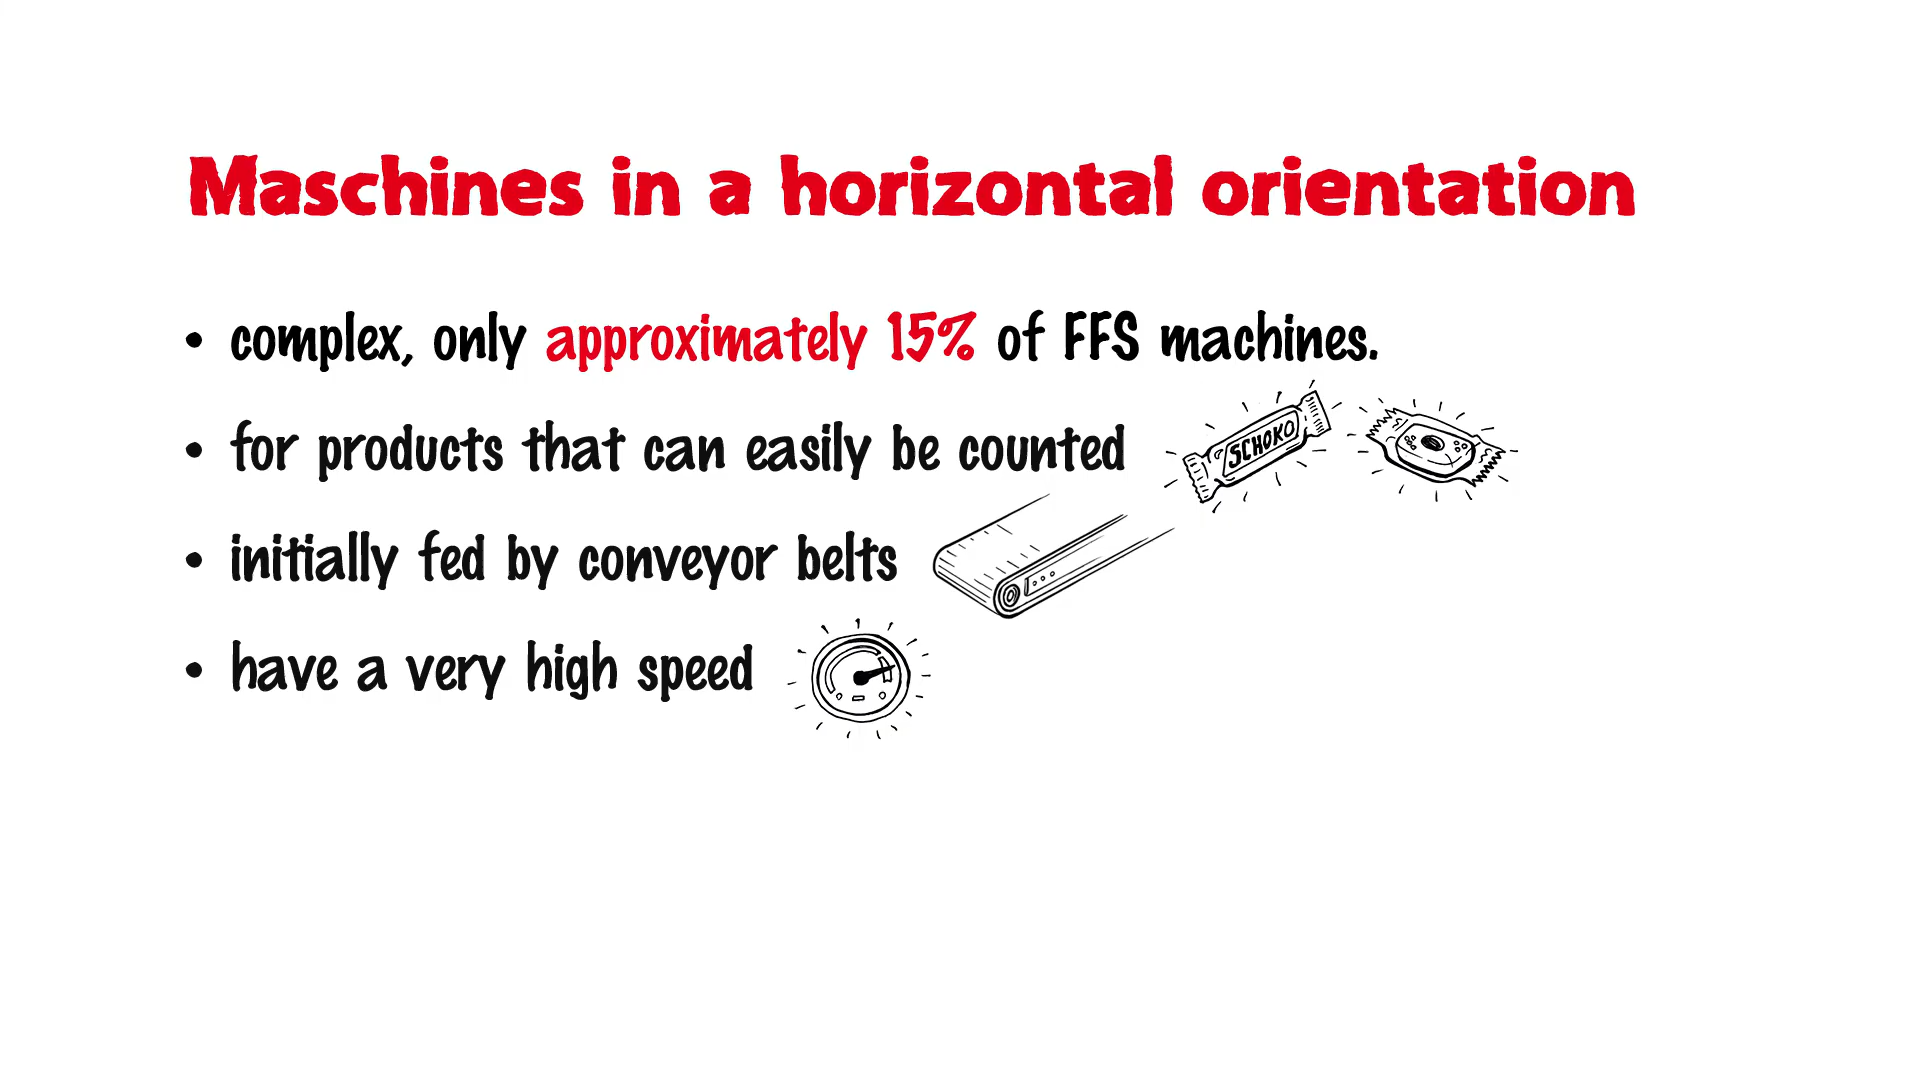 Maschines in a horizontal orientation
• complex, only approximately 15% of FFS machines.
• for products that can easily be counted
SCHOKO
• initially fed by conveyor belts
• have a very high speed